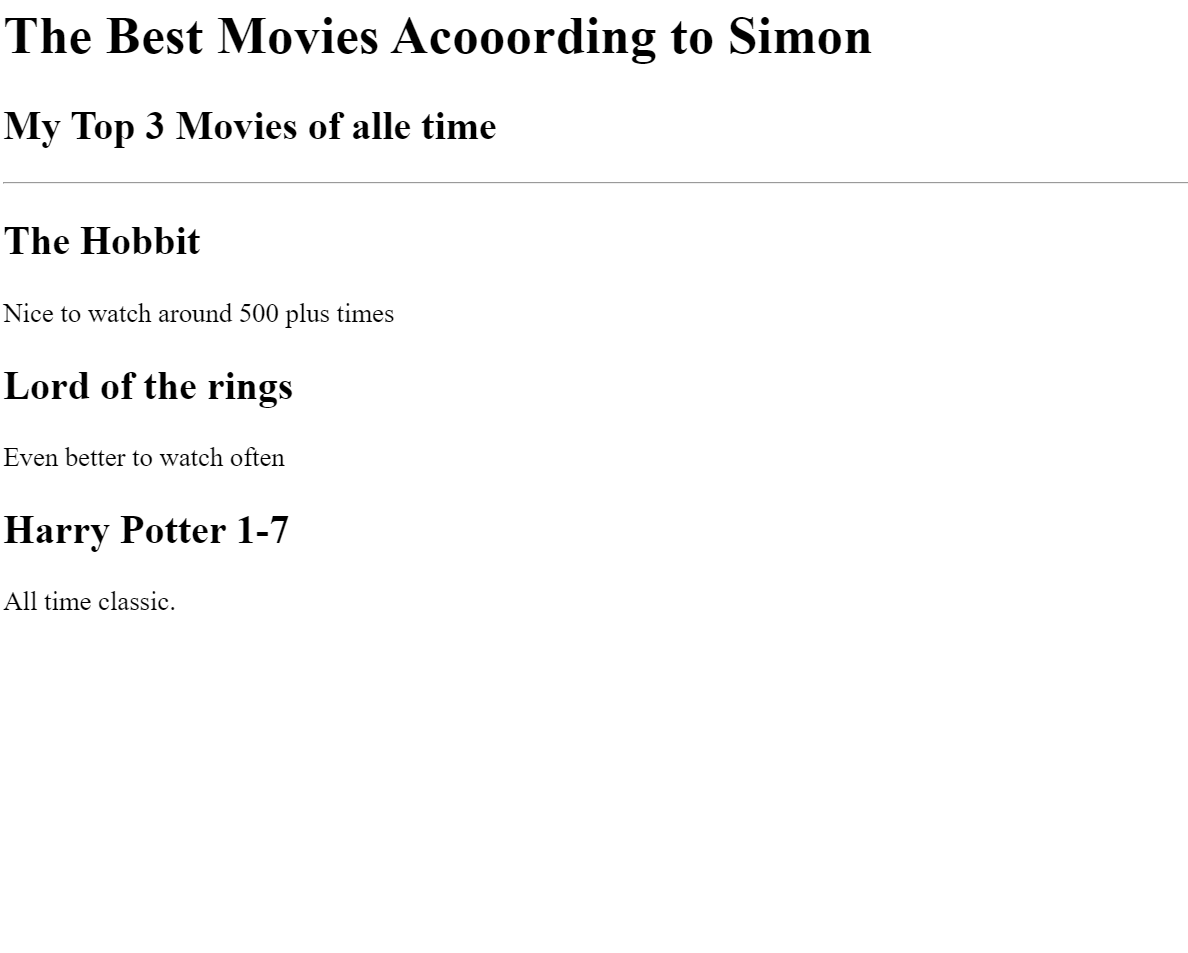 The Best Movies Acooording to Simon
My Top 3 Movies of alle time
The Hobbit
Nice to watch around 500 plus times
Lord of the rings
Even better to watch often
Harry Potter 1-7
All time classic.